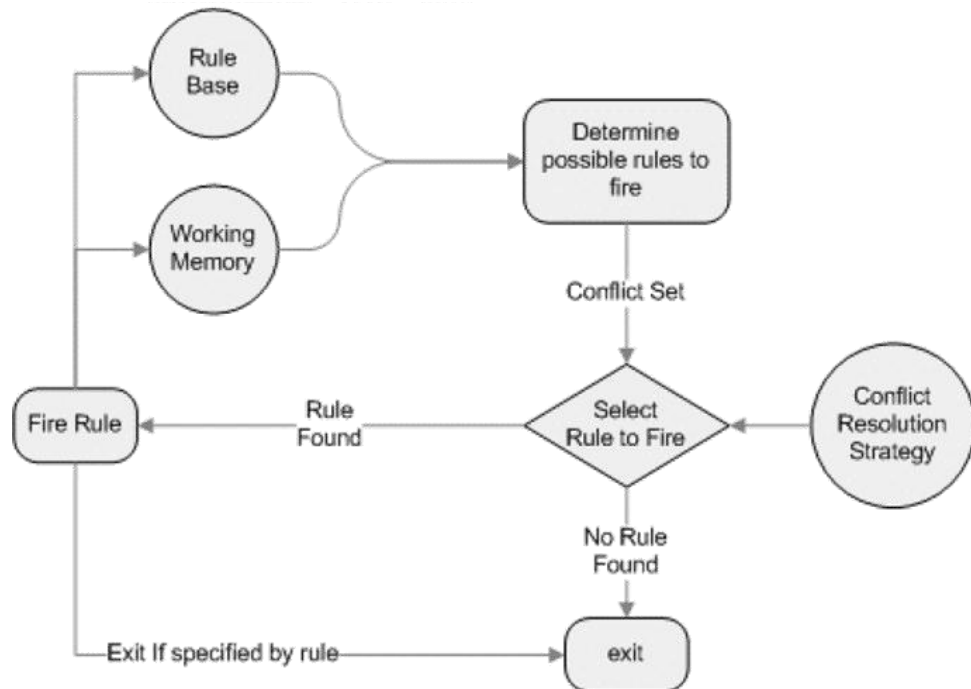 Rule
Base
Determine
possible rules to
fire
Working
Memory
Conflict Set
Fire Rule
Rule
Found
Select
Rule to Fire
Conflict
Resolution
Strategy
No Rule
Found
Exit If specified by rule
exit